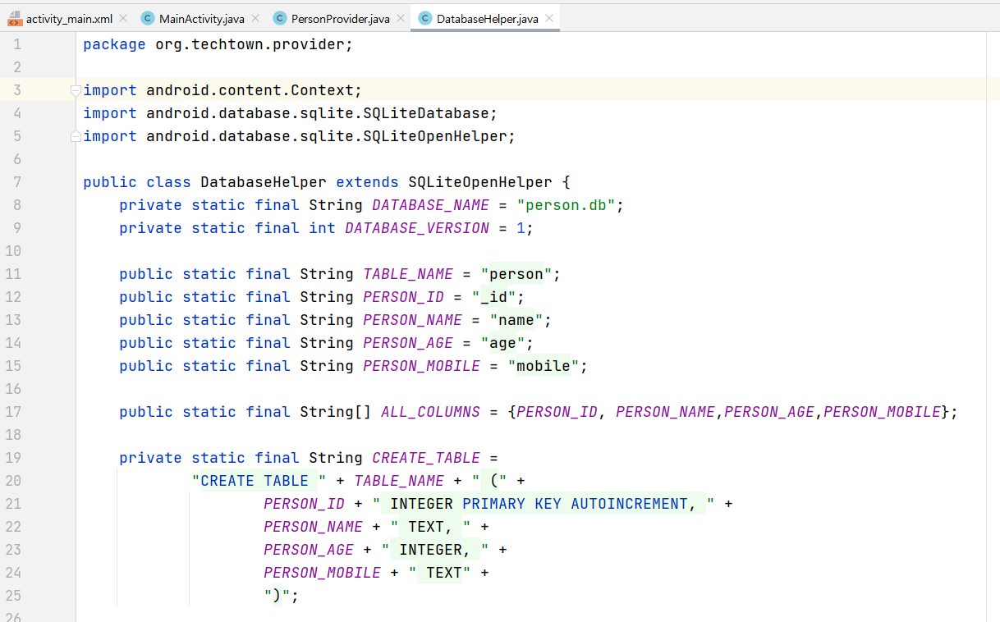 activity_main.xml MainActivity.java PersonProvider.java DatabaseHelper.java
1 package org.techtown.provider;
2
3 import android.content.Context;
4 import android.database.sqlite.SQLiteDatabase;
5 import android.database.sqlite.SQLiteOpenHelper;
6
7 public class DatabaseHelper extends SQLiteOpenHelper {
8     private static final String DATABASE_NAME = "person.db";
9     private static final int DATABASE_VERSION = 1;
10
11     public static final String TABLE_NAME = "person";
12     public static final String PERSON_ID = "_id";
13     public static final String PERSON_NAME = "name";
14     public static final String PERSON_AGE = "age";
15     public static final String PERSON_MOBILE = "mobile";
16
17     public static final String[] ALL_COLUMNS = {PERSON_ID, PERSON_NAME,PERSON_AGE,PERSON_MOBILE};
18
19     private static final String CREATE_TABLE =
20             "CREATE TABLE " + TABLE_NAME + " (" +
21                     PERSON_ID + " INTEGER PRIMARY KEY AUTOINCREMENT, " +
22                     PERSON_NAME + " TEXT, " +
23                     PERSON_AGE + " INTEGER, " +
24                     PERSON_MOBILE + " TEXT" +
25                     ")";
26